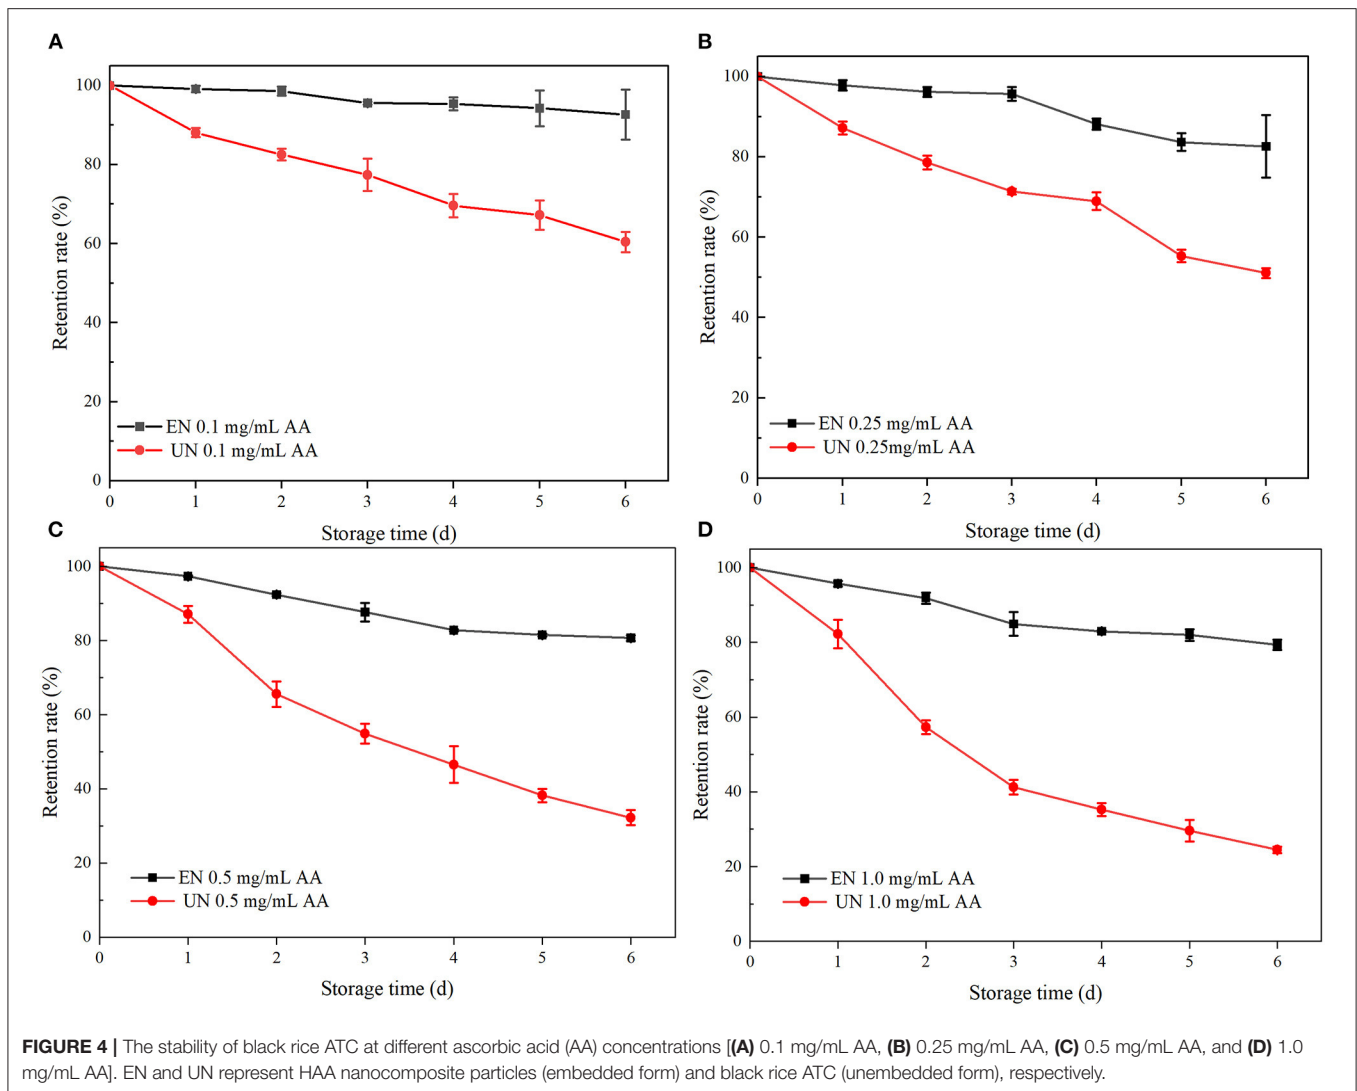 A
Retention rate (%)
100
80
60
40
20
0
EN 0.1 mg/mL AA
UN 0.1 mg/mL AA
0 1 2 3 4 5 6
Storage time (d)
B
Retention rate (%)
100
80
60
40
20
0
EN 0.25 mg/mL AA
UN 0.25mg/mL AA
0 1 2 3 4 5 6
Storage time (d)
C
Retention rate (%)
100
80
60
40
20
0
EN 0.5 mg/mL AA
UN 0.5 mg/mL AA
0 1 2 3 4 5 6
Storage time (d)
D
Retention rate (%)
100
80
60
40
20
0
EN 1.0 mg/mL AA
UN 1.0 mg/mL AA
0 1 2 3 4 5 6
Storage time (d)
FIGURE 4 | The stability of black rice ATC at different ascorbic acid (AA) concentrations [(A) 0.1 mg/mL AA, (B) 0.25 mg/mL AA, (C) 0.5 mg/mL AA, and (D) 1.0
mg/mL AA]. EN and UN represent HAA nanocomposite particles (embedded form) and black rice ATC (unembedded form), respectively.